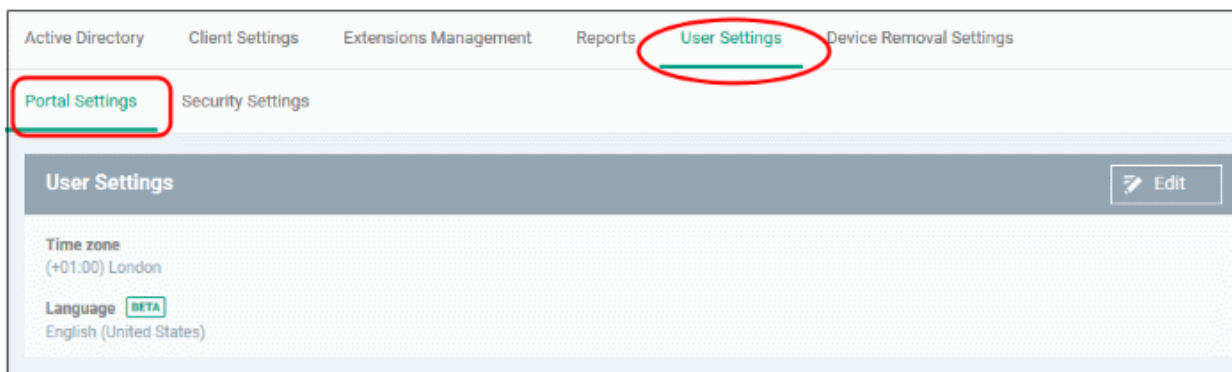 Active Directory Client Settings Extensions Management Reports User Settings Device Removal Settings
Portal Settings Security Settings
User Settings Edit
Time zone
(+01:00) London
Language BETA
English (United States)